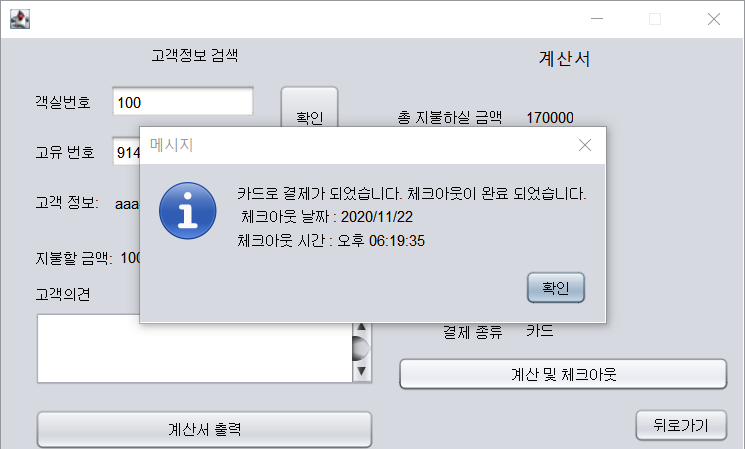 고객정보 검색
계산서
객실번호 100
확인
총 지불하실 금액 170000
고유 번호 914
메시지
고객 정보: aaa
카드로 결제가 되었습니다. 체크아웃이 완료 되었습니다.
체크아웃 날짜 : 2020/11/22
체크아웃 시간 : 오후 06:19:35
지불할 금액: 100
확인
고객의견
결제 종류 카드
계산 및 체크아웃
계산서 출력
뒤로가기